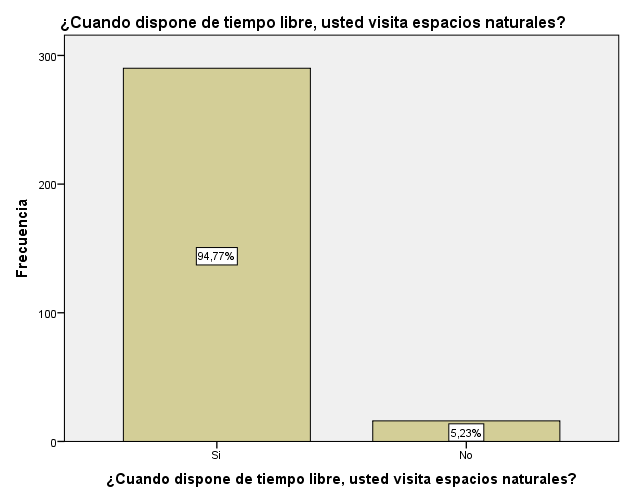 ¿Cuando dispone de tiempo libre, usted visita espacios naturales?
300
200
100
0
Frecuencia
94,77%
5,23%
Si
No
¿Cuando dispone de tiempo libre, usted visita espacios naturales?